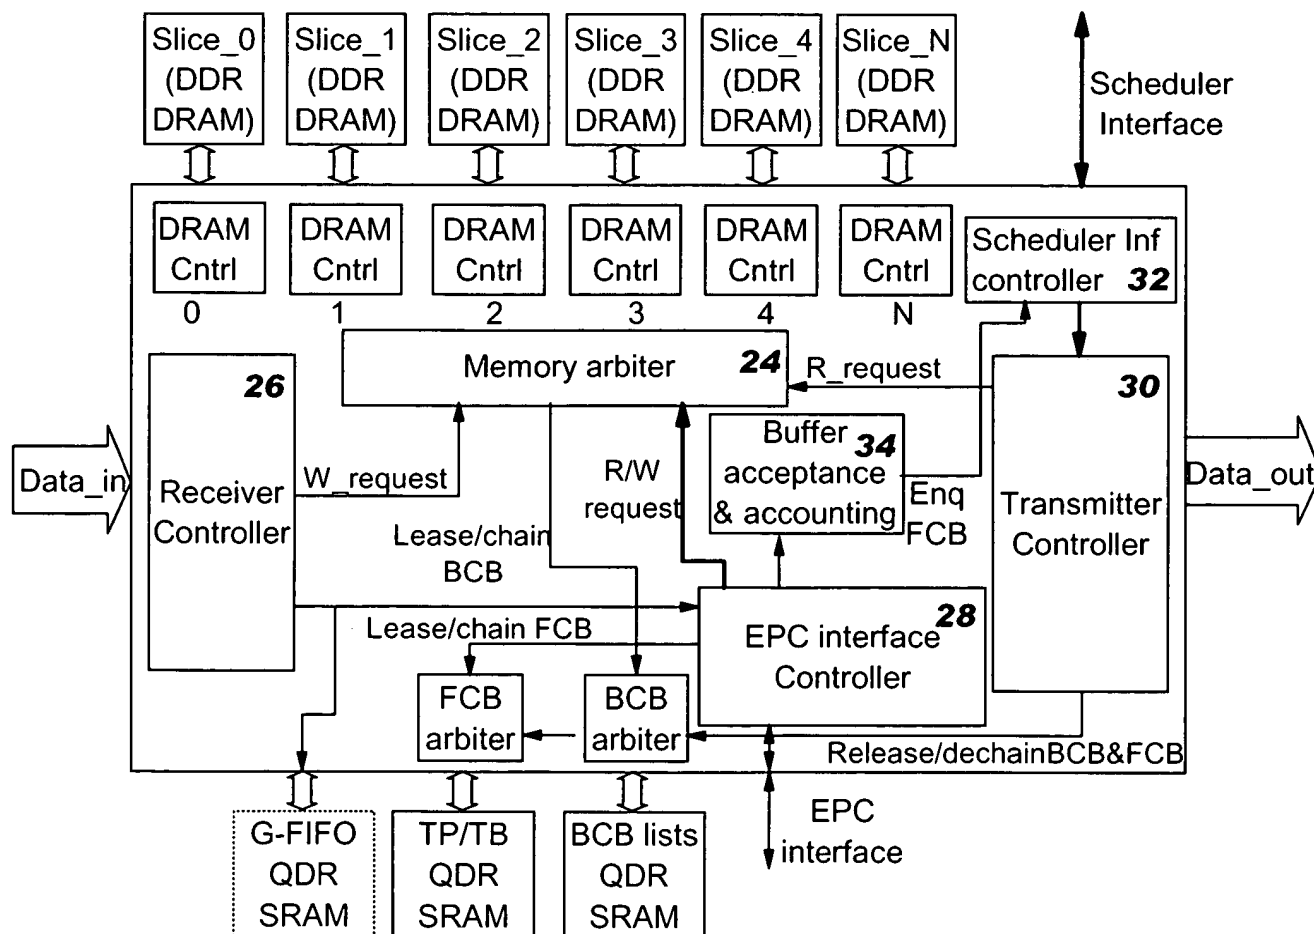 Slice_0
(DDR
DRAM)
Slice_1
(DDR
DRAM)
Slice_2
(DDR
DRAM)
Slice_3
(DDR
DRAM)
Slice_4
(DDR
DRAM)
Slice_N
(DDR
DRAM)
Scheduler
Interface
DRAM
Cntrl
0
DRAM
Cntrl
1
DRAM
Cntrl
2
DRAM
Cntrl
3
DRAM
Cntrl
4
DRAM
Cntrl
N
Scheduler Inf
controller 32
Memory arbiter 24
R_request
26
Receiver
Controller
30
Transmitter
Controller
Data_in
Data_out
W_request
R/W
request
Buffer 34
acceptance
& accounting
Enq
FCB
Lease/chain
BCB
Lease/chain FCB
28
EPC interface
Controller
FCB
arbiter
BCB
arbiter
Release/dechainBCB&FCB
G-FIFO
QDR
SRAM
TP/TB
QDR
SRAM
BCB lists
QDR
SRAM
EPC
interface